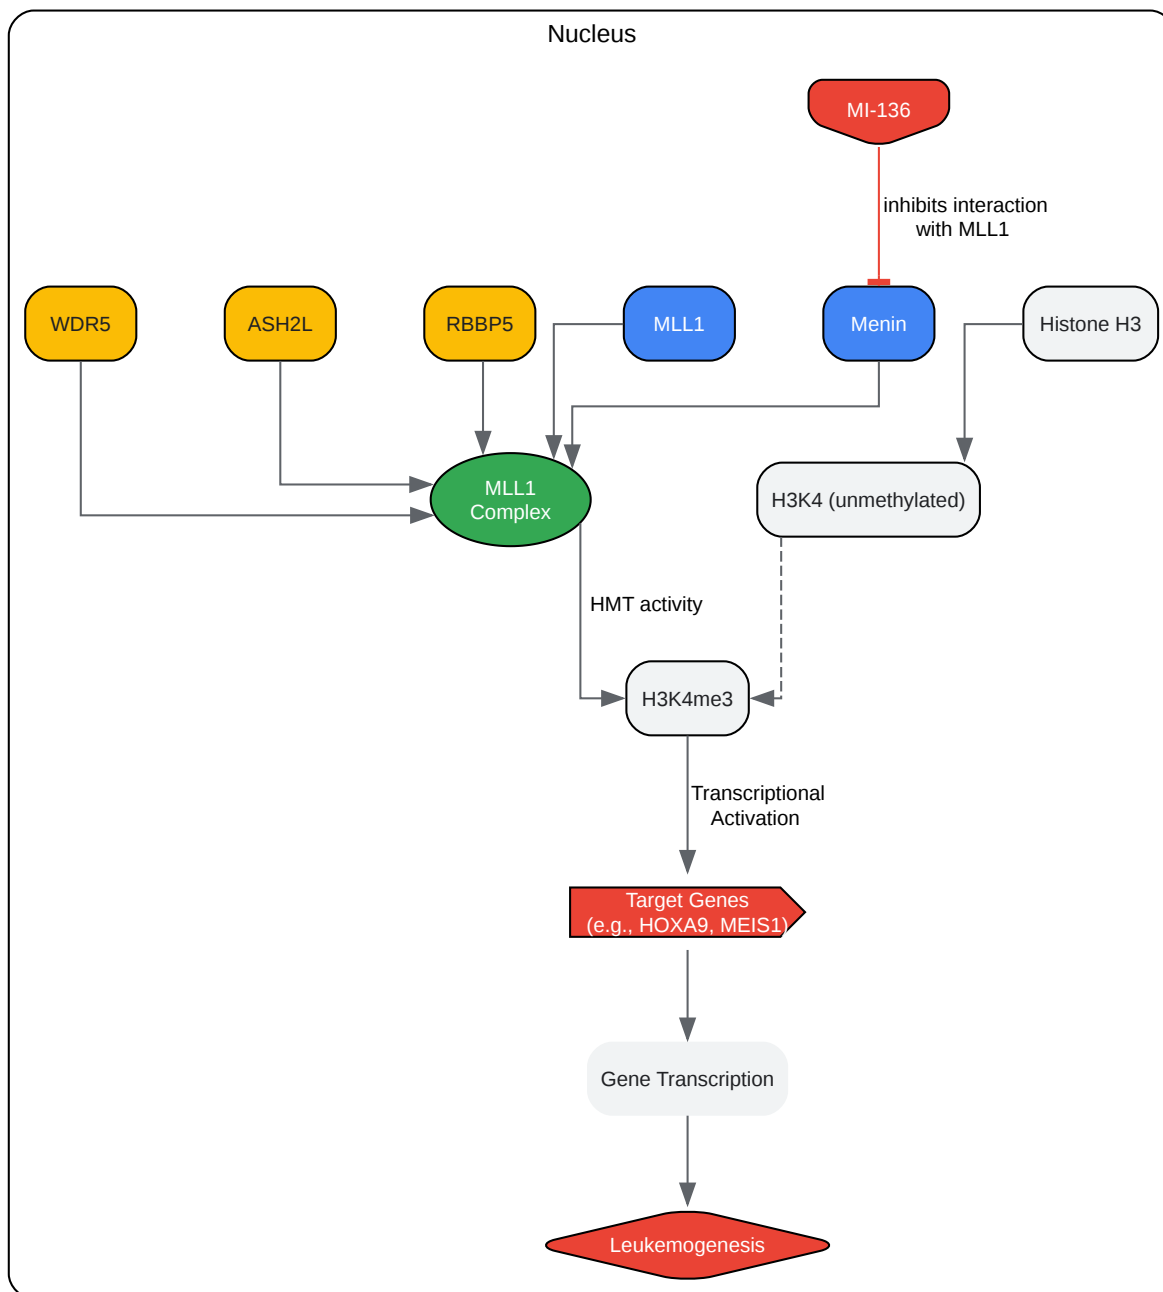 Nucleus
MI-136
inhibits interaction
with MLL1
WDR5
ASH2L
RBBP5
MLL1
Menin
Histone H3
MLL1
Complex
H3K4 (unmethylated)
HMT activity
H3K4me3
Transcriptional
Activation
Target Genes
(e.g., HOXA9, MEIS1)
Gene Transcription
Leukemogenesis